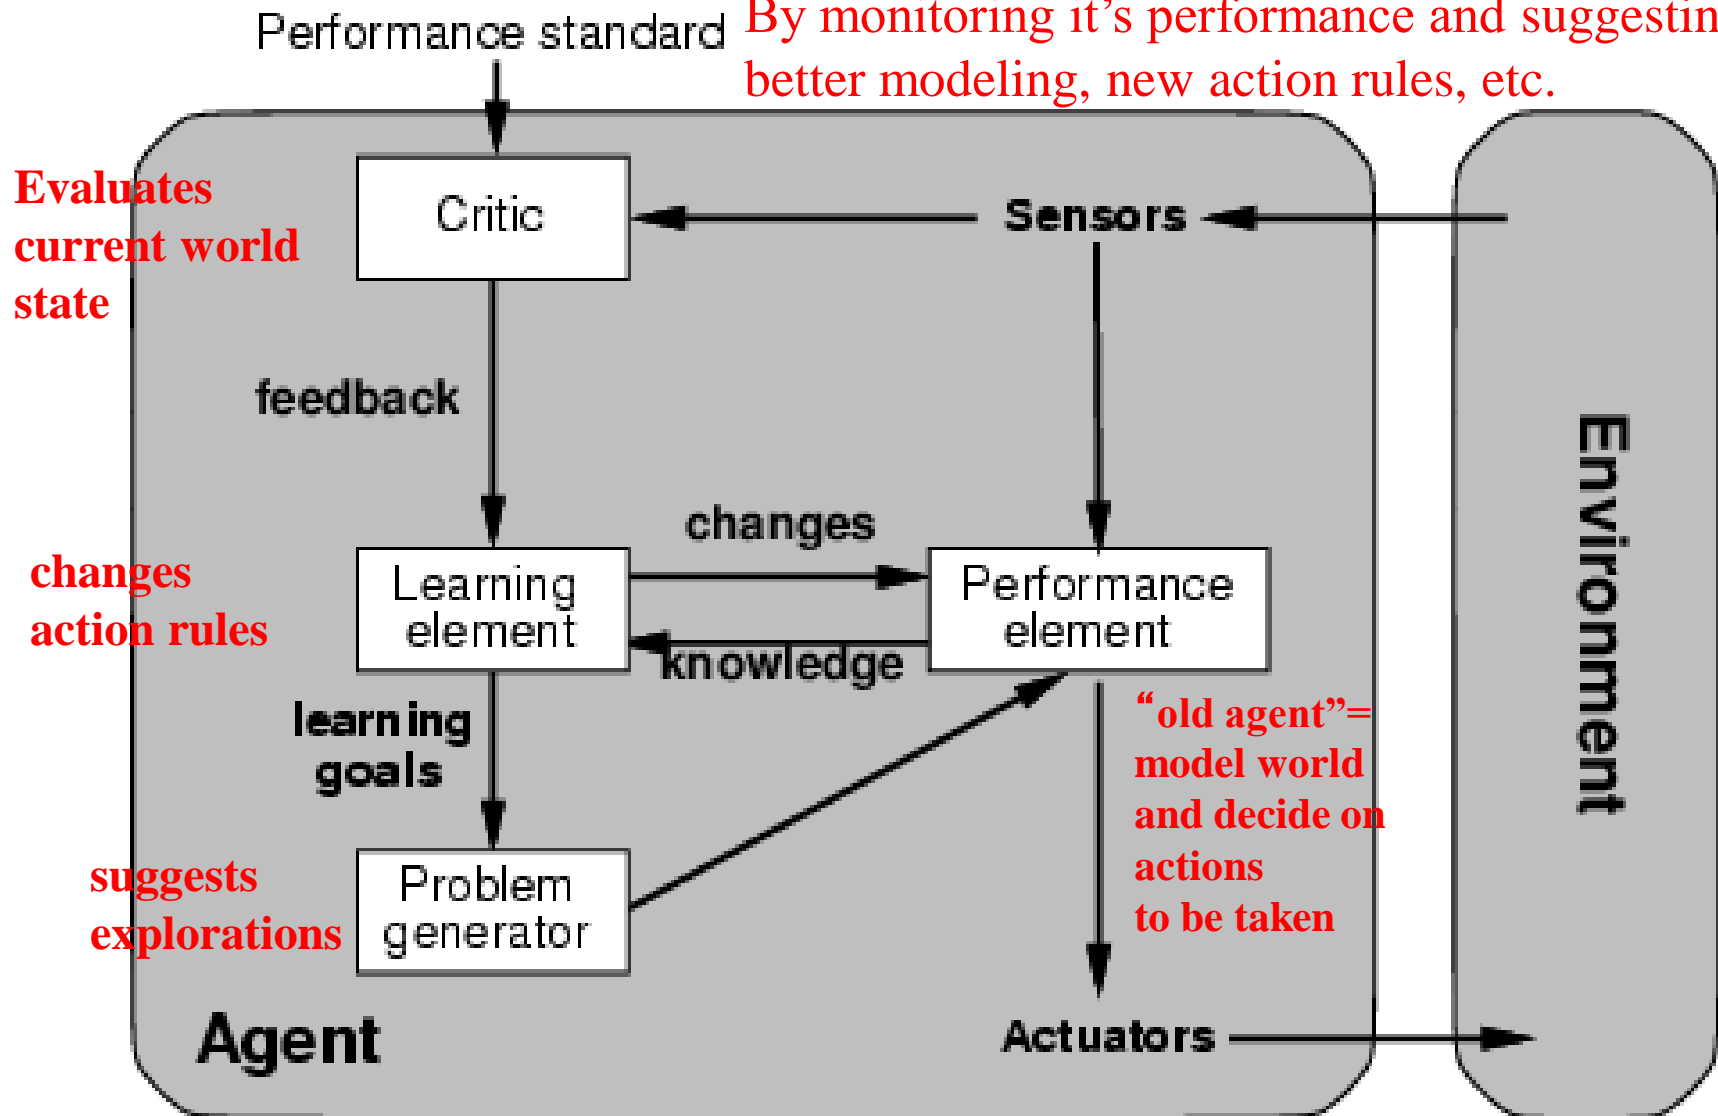 Performance standard
By monitoring it's performance and suggestin
better modeling, new action rules, etc.
Evaluates
current world
state
Critic
Sensors
feedback
changes
changes
action rules
Learning
element
Performance
element
knowledge
learning
goals
“old agent”=
model world
and decide on
actions
to be taken
suggests
explorations
Problem
generator
Agent
Actuators
Environment